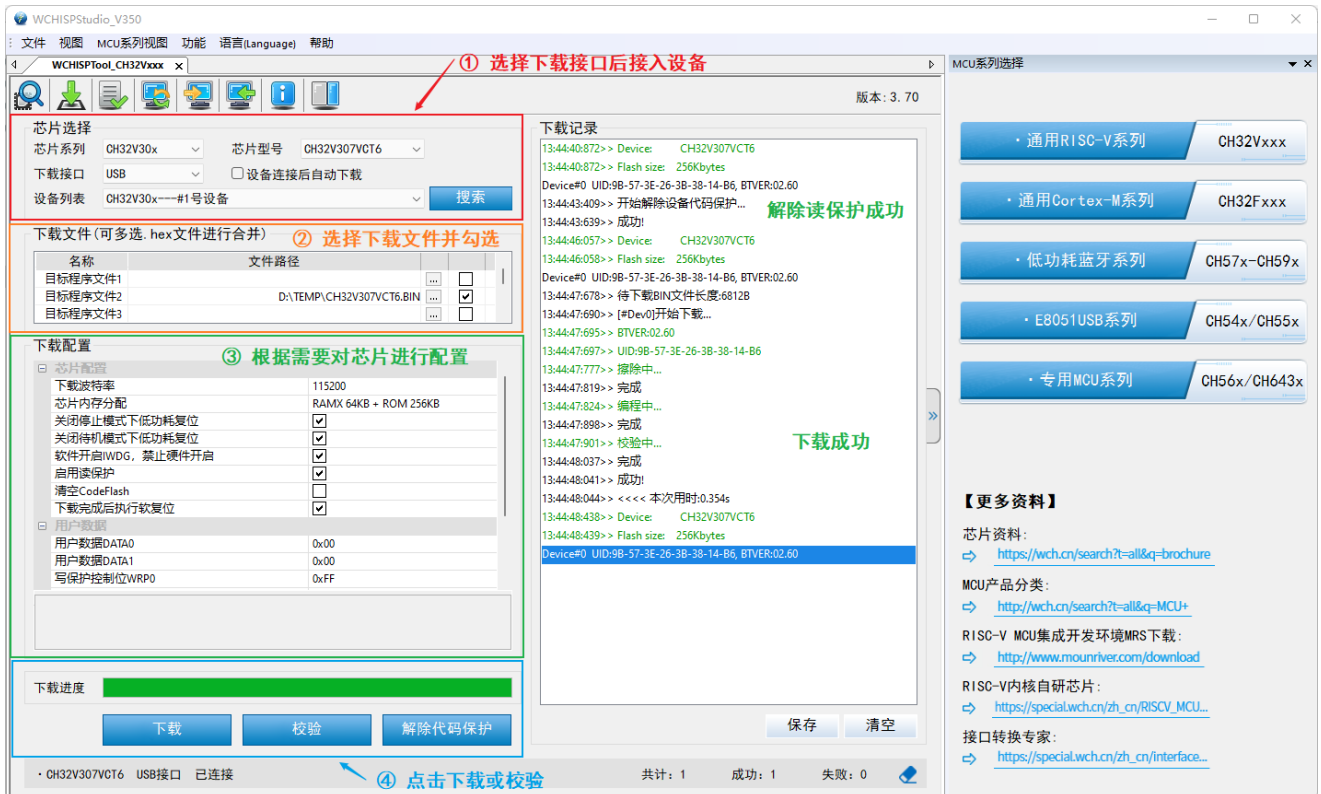 WCHISPStudio_V350
文件 视图 MCU系列视图 功能 语言(Language) 帮助
WCHISPTool_CH32Vxxx x
① 选择下载接口后接入设备
MCU系列选择
版本:3.70
芯片选择
芯片系列 CH32V30x 芯片型号 CH32V307VCT6
下载接口 USB 设备连接后自动下载
设备列表 CH32V30x---#1号设备 搜索
下载文件(可多选.hex文件进行合并)
② 选择下载文件并勾选
名称 文件路径
目标程序文件1 ...
目标程序文件2 D:\TEMP\CH32V307VCT6.BIN ...
目标程序文件3 ...
下载配置
③ 根据需要对芯片进行配置
芯片配置
下载波特率 115200
芯片内存分配 RAMX 64KB + ROM 256KB
关闭停止模式下低功耗复位
关闭待机模式下低功耗复位
软件开启IWDG，禁止硬件开启
启用读保护
清空CodeFlash
下载完成后执行软复位
用户数据
用户数据DATA0 0x00
用户数据DATA1 0x00
写保护控制位WRP0 0xFF
下载进度
下载 校验 解除代码保护
④ 点击下载或校验
下载记录
13:44:40:872>> Device: CH32V307VCT6
13:44:40:872>> Flash size: 256Kbytes
Device#0 UID:9B-57-3E-26-3B-38-14-B6, BTVER:02.60
13:44:43:409>> 开始解除设备代码保护...
13:44:43:639>> 成功!
解除读保护成功
13:44:46:057>> Device: CH32V307VCT6
13:44:46:058>> Flash size: 256Kbytes
Device#0 UID:9B-57-3E-26-3B-38-14-B6, BTVER:02.60
13:44:47:678>> 待下载BIN文件长度:6812B
13:44:47:690>> [#Dev0]开始下载...
13:44:47:695>> BTVER:02.60
13:44:47:697>> UID:9B-57-3E-26-3B-38-14-B6
13:44:47:777>> 擦除中...
13:44:47:819>> 完成
13:44:47:824>> 编程中...
13:44:47:898>> 完成
13:44:47:901>> 校验中...
下载成功
13:44:48:037>> 完成
13:44:48:041>> 成功!
13:44:48:044>> <<<< 本次用时:0.354s
13:44:48:438>> Device: CH32V307VCT6
13:44:48:439>> Flash size: 256Kbytes
Device#0 UID:9B-57-3E-26-3B-38-14-B6, BTVER:02.60
保存 清空
·CH32V307VCT6 USB接口 已连接 共计:1 成功:1 失败:0
·通用RISC-V系列 CH32Vxxx
·通用Cortex-M系列 CH32Fxxx
·低功耗蓝牙系列 CH57x-CH59x
·E8051USB系列 CH54x/CH55x
·专用MCU系列 CH56x/CH643x
【更多资料】
芯片资料:
https://wch.cn/search?t=all&q=brochure
MCU产品分类:
http://wch.cn/search?t=all&q=MCU+
RISC-V MCU集成开发环境MRS下载:
http://www.mounriver.com/download
RISC-V内核自研芯片:
https://special.wch.cn/zh_cn/RISCV_MCU...
接口转换专家:
https://special.wch.cn/zh_cn/interface...